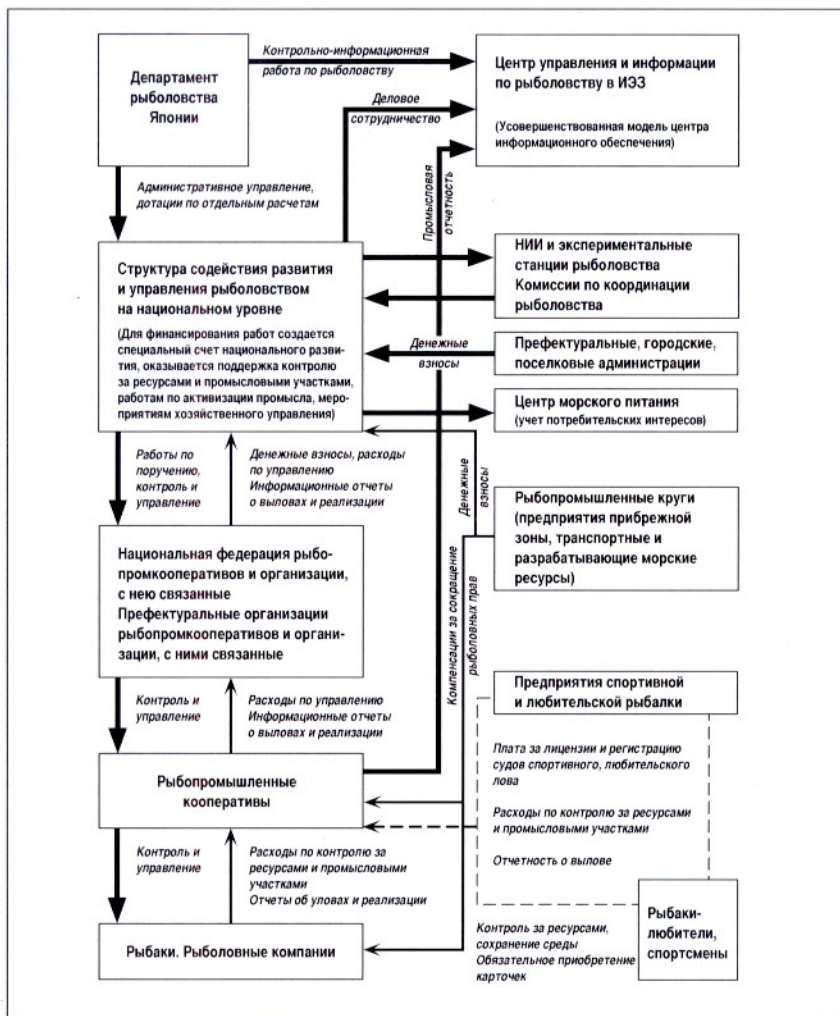 Департамент
рыболовства
Японии
Контрольно-информационная
работа по рыболовству
Центр управления и информации
по рыболовству в ИЭЗ
(Усовершенствованная модель центра
информационного обеспечения)
Деловое
сотрудничество
Промысловая
отчетность
Административное управление,
дотации по отдельным расчетам
Структура содействия развития
и управления рыболовством
на национальном уровне
(Для финансирования работ создается
специальный счет национального разви-
тия, оказывается поддержка контролю
за ресурсами и промысловыми участками,
работам по активизации промысла, меро-
приятиям хозяйственного управления)
НИИ и экспериментальные
станции рыболовства
Комиссии по координации
рыболовства
Денежные
взносы
Префектуральные, городские,
поселковые администрации
Центр морского питания
(учет потребительских интересов)
Работы по
поручению,
контроль и
управление
Денежные взносы, расходы
по управлению
Информационные отчеты
о выловах и реализации
Денежные
взносы
Рыбопромышленные круги
(предприятия прибрежной
зоны, транспортные и
разрабатывающие морские
ресурсы)
Национальная федерация рыбо-
промкооперативов и организации,
с нею связанные
Префектуральные организации
рыбопромкооперативов и органи-
зации, с ними связанные
Компенсации за сокращение
рыболовных прав
Предприятия спортивной
и любительской рыбалки
Контроль и
управление
Расходы по управлению
Информационные отчеты
о выловах и реализации
Плата за лицензии и регистрацию
судов спортивного, любительского
лова
Расходы по контролю за ресурсами
и промысловыми участками
Отчетность о вылове
Рыбопромышленные
кооперативы
Контроль и
управление
Расходы по контролю за
ресурсами и промысловыми
участками
Отчеты об уловах и реализации
Рыбаки-
любители,
спортсмены
Контроль за ресурсами,
сохранение среды
Обязательное приобретение
карточек
Рыбаки. Рыболовные компании